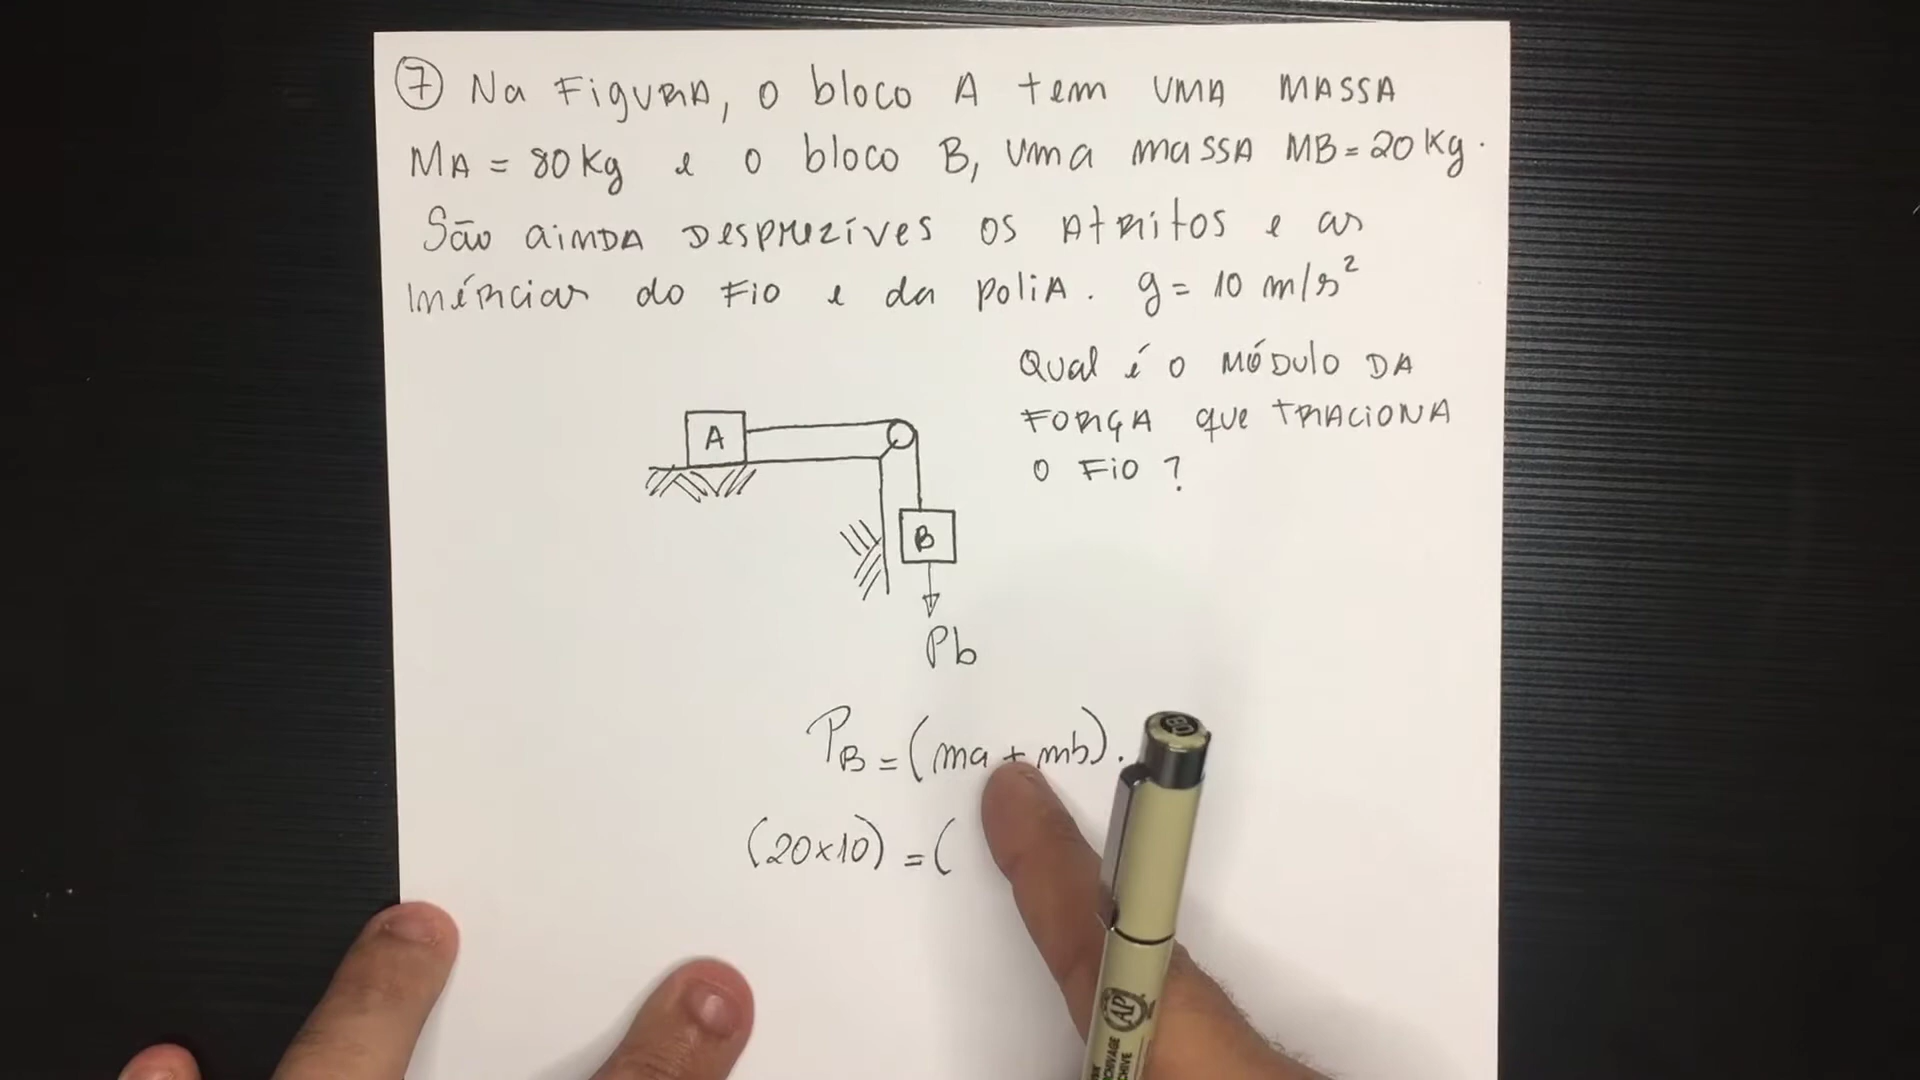 7 Na Figura, o bloco A tem uma massa
MA = 80 kg e o bloco B, uma massa MB = 20 kg.
São ainda desprezíves os atritos e as
inércias do fio e da polia. g = 10 m/s²
Qual é o módulo da
força que traciona
o fio ?
A
B
Pb
PB = (ma + mb).
(20x10) = (
08
AP